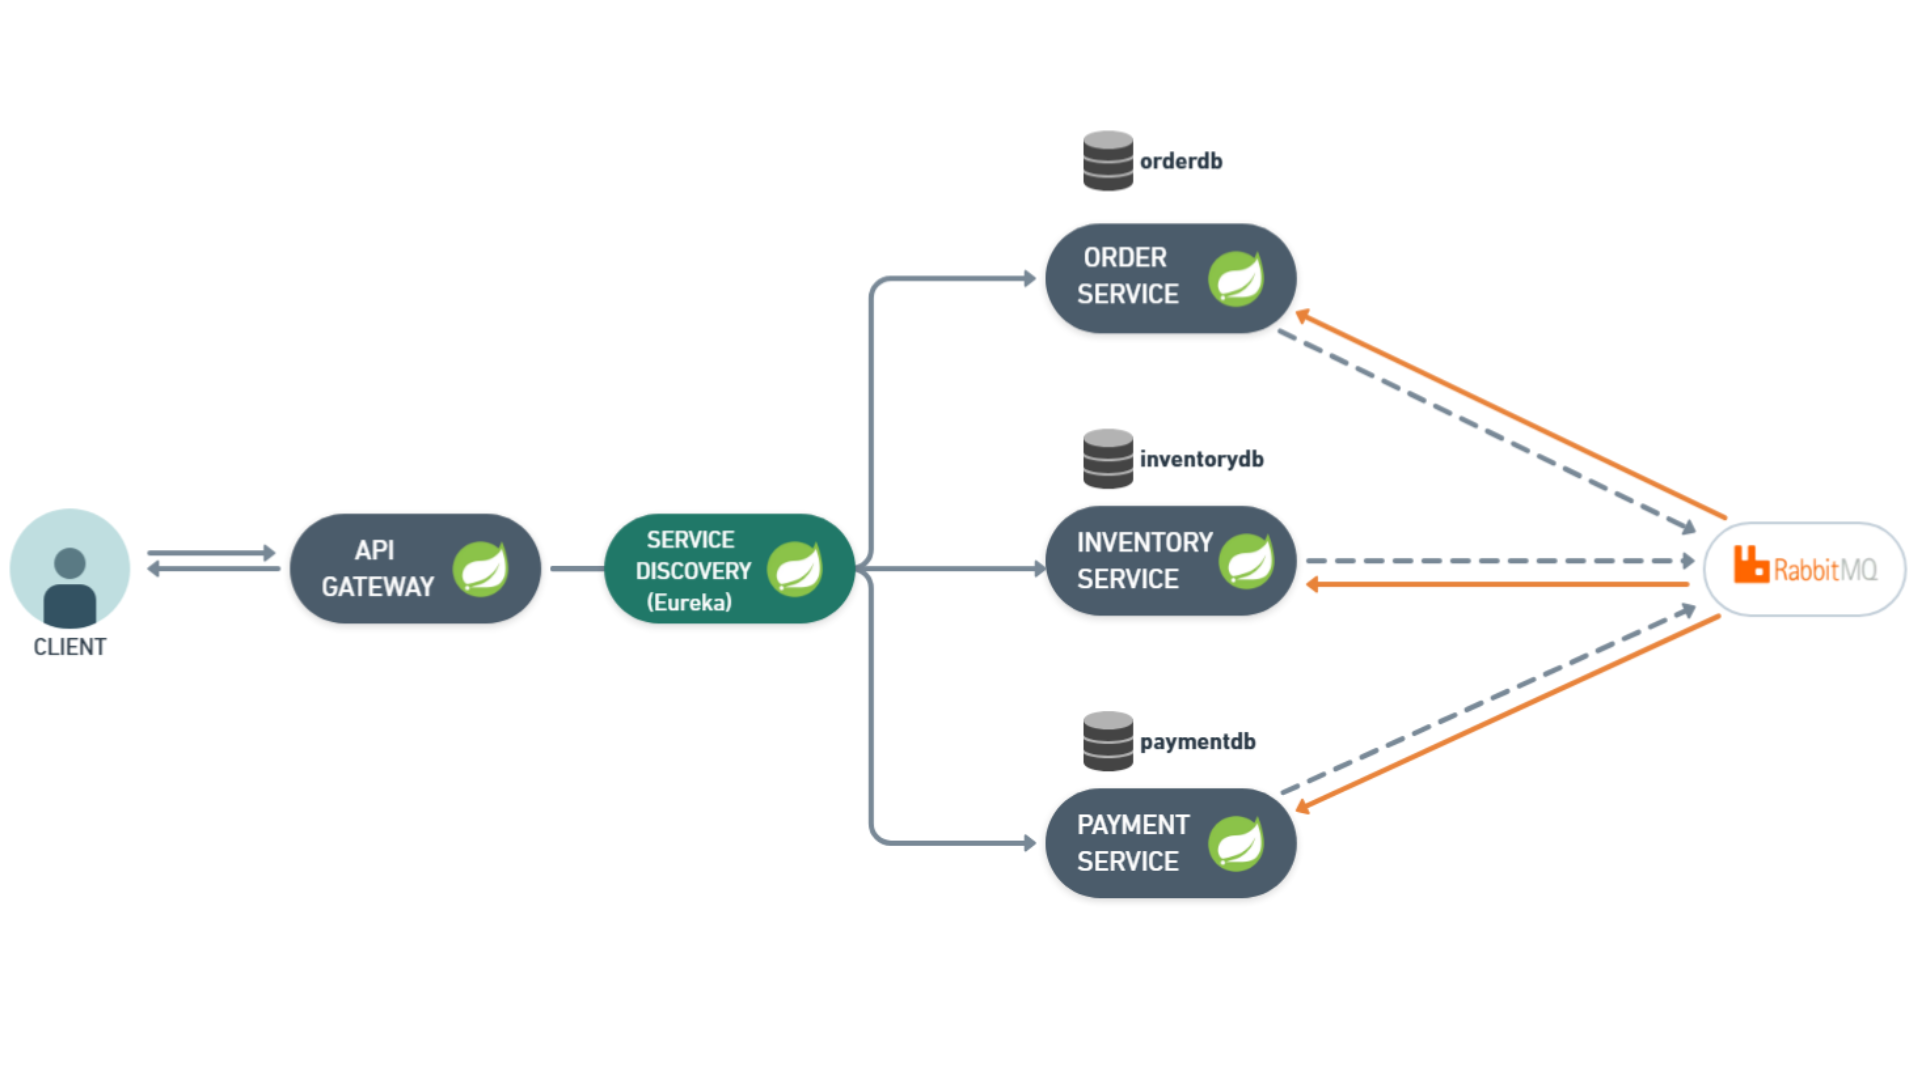 orderdb
ORDER
SERVICE
inventorydb
INVENTORY
SERVICE
CLIENT
API
GATEWAY
SERVICE
DISCOVERY
(Eureka)
RabbitMQ
paymentdb
PAYMENT
SERVICE